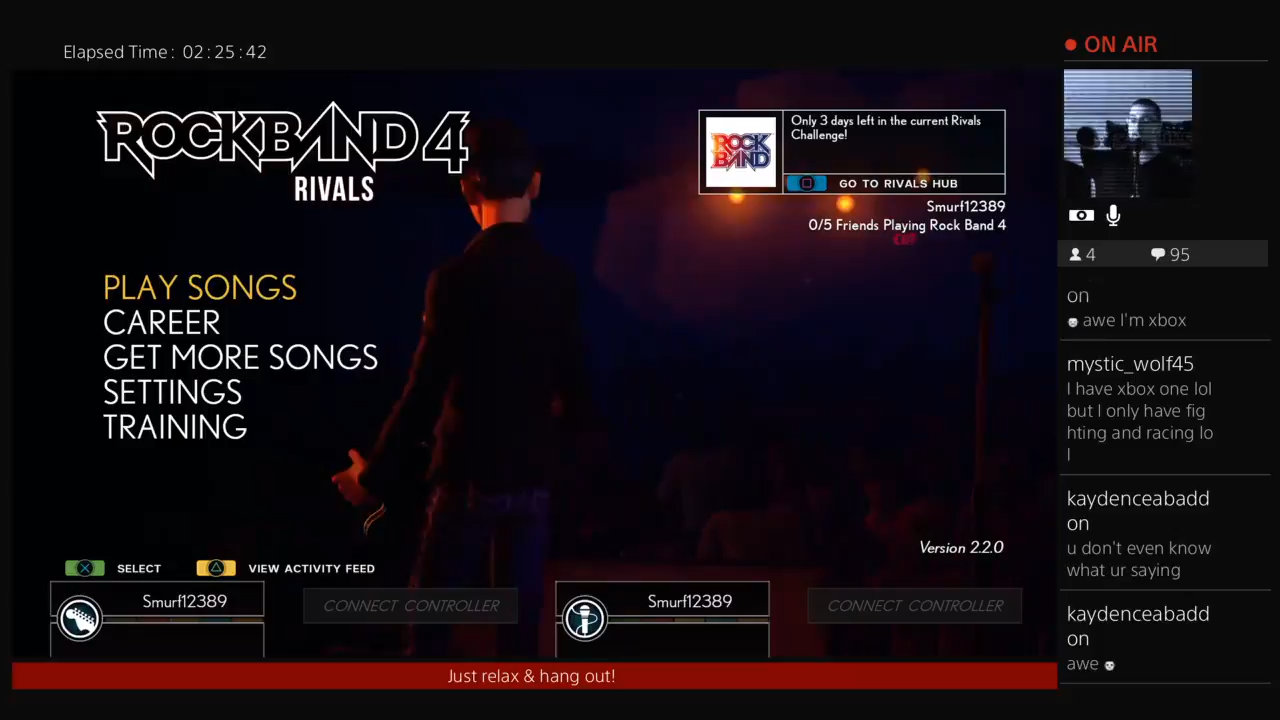 Elapsed Time: 02:25:42
ON AIR
ROCKBAND 4
RIVALS
Only 3 days left in the current Rivals
Challenge!
ROCK
BAND
GO TO RIVALS HUB
Smurf12389
0/5 Friends Playing Rock Band 4
PLAY SONGS
CAREER
GET MORE SONGS
SETTINGS
TRAINING
Version 2.2.0
SELECT
VIEW ACTIVITY FEED
Smurf12389
CONNECT CONTROLLER
Smurf12389
CONNECT CONTROLLER
Just relax & hang out!
4
95
on
awe I'm xbox
mystic_wolf45
I have xbox one lol
but I only have fig
hting and racing lo
l
kaydenceabadd
on
u don't even know
what ur saying
kaydenceabadd
on
awe